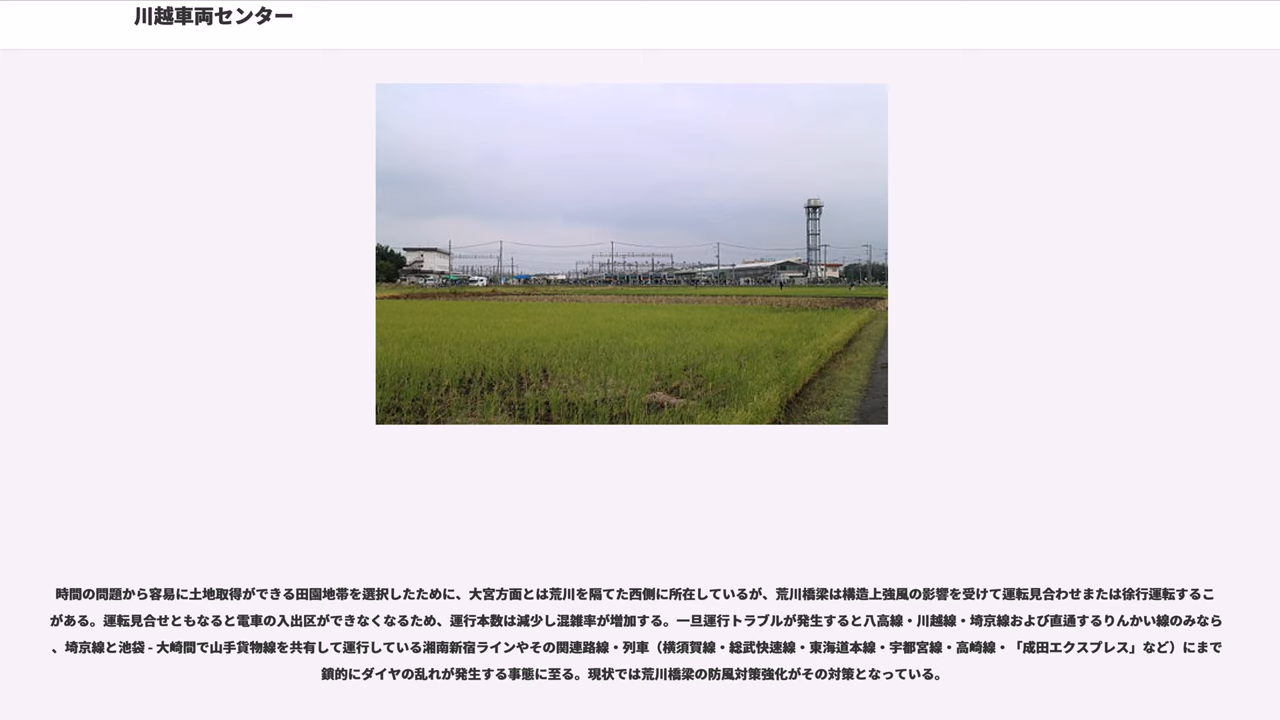 川越車両センター
時間の問題から容易に土地取得ができる田園地帯を選択したために、大宮方面とは荒川を隔てた西側に所在しているが、荒川橋梁は構造上強風の影響を受けて運転見合わせまたは徐行運転するこ
がある。運転見合せともなると電車の入出区ができなくなるため、運行本数は減少し混雑率が増加する。一旦運行トラブルが発生すると八高線・川越線・埼京線および直通するりんかい線のみなら
、埼京線と池袋 - 大崎間で山手貨物線を共有して運行している湘南新宿ラインやその関連路線・列車（横須賀線・総武快速線・東海道本線・宇都宮線・高崎線・「成田エクスプレス」など）にまで
鎖的にダイヤの乱れが発生する事態に至る。現状では荒川橋梁の防風対策強化がその対策となっている。